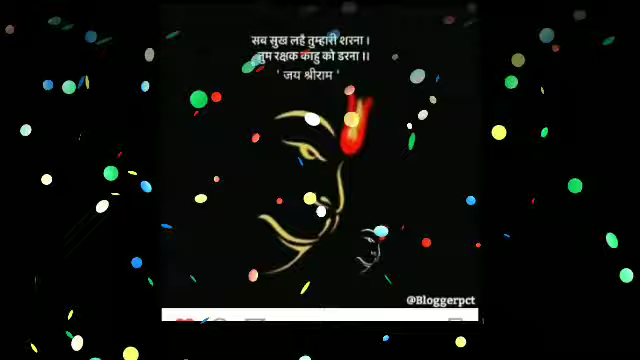 सब सुख लहै तुम्हारी शरना ।
तुम रक्षक काहु को डरना ।।
' जय श्रीराम '
@Bloggerpct